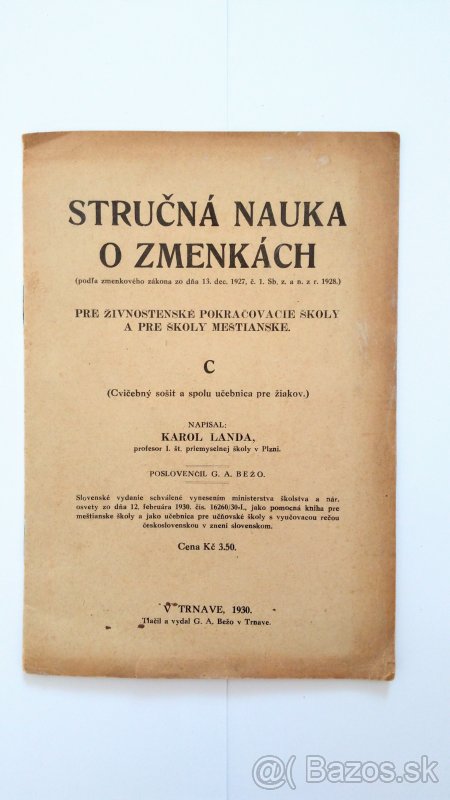 STRUČNÁ NAUKA
O ZMENKÁCH
(podľa zmenkového zákona zo dňa 13. dec. 1927, č. 1. Sb. z. a n. z r. 1928.)
PRE ŽIVNOSTENSKÉ POKRAČOVACIE ŠKOLY
A PRE ŠKOLY MEŠTIANSKE.
C
(Cvičebný sošit a spolu učebnica pre žiakov.)
NAPISAL:
KAROL LANDA,
profesor I. št. priemyselnej školy v Plzni.
POSLOVENČIL G. A. BEŽO.
Slovenské vydanie schválené vynesením ministerstva školstva a nár.
osvety zo dňa 12. februára 1930. čís. 16260/30-I., jako pomocná kniha pre
meštianske školy a jako učebnica pre učňovské školy s vyučovacou rečou
československou v znení slovenskom.
Cena Kč 3.50.
V TRNAVE, 1930.
Tlačil a vydal G. A. Bežo v Trnave.
@( Bazos.sk